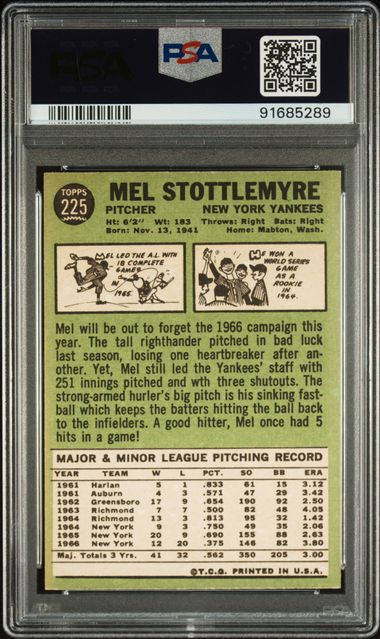 PSA
PSA
91685289
TOPPS
225
MEL STOTTLEMYRE
PITCHER NEW YORK YANKEES
Ht: 6'2" Wt: 183 Throws: Right Bats: Right
Born: Nov. 13, 1941 Home: Mabton, Wash.
MEL LED THE A.L. WITH
18 COMPLETE
GAMES
IN
1965.
HE WON A
WORLD SERIES
GAME
AS A
ROOKIE
IN
1964.
Mel will be out to forget the 1966 campaign this
year. The tall righthander pitched in bad luck
last season, losing one heartbreaker after an-
other. Yet, Mel still led the Yankees' staff with
251 innings pitched and wth three shutouts. The
strong-armed hurler's big pitch is his sinking fast-
ball which keeps the batters hitting the ball back
to the infielders. A good hitter, Mel once had 5
hits in a game!
MAJOR & MINOR LEAGUE PITCHING RECORD
YEAR TEAM W L PCT. SO BB ERA
1961 Harlan 5 1 .833 61 15 3.12
1961 Auburn 4 3 .571 47 29 3.42
1962 Greensboro 17 9 .654 190 92 2.50
1963 Richmond 7 7 .500 82 48 4.05
1964 Richmond 13 3 .813 95 32 1.42
1964 New York 9 3 .750 49 35 2.06
1965 New York 20 9 .690 155 88 2.63
1966 New York 12 20 .375 146 82 3.80
Maj. Totals 3 Yrs. 41 32 .562 350 205 3.00
©T.C.G. PRINTED IN U.S.A.